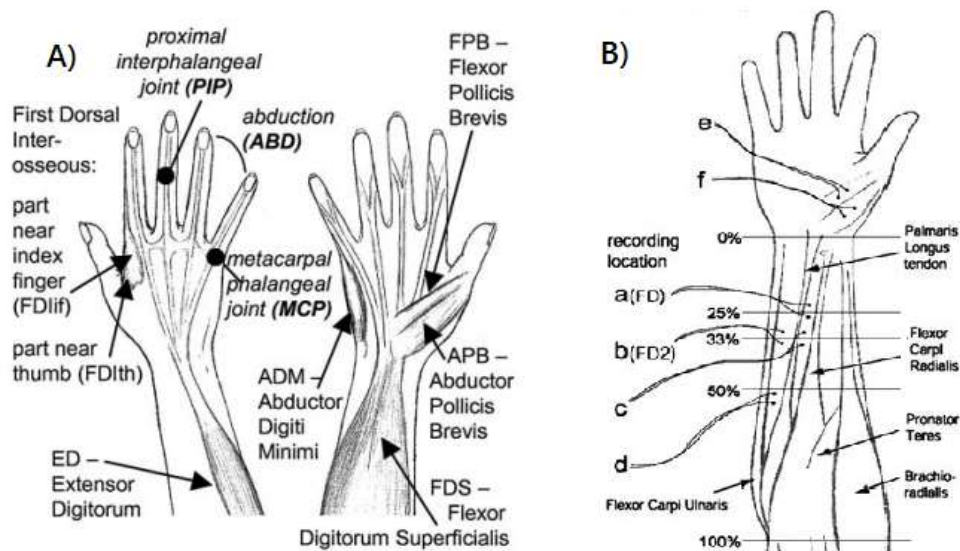 A)
proximal
interphalangeal
joint (PIP)
abduction
(ABD)
FPB –
Flexor
Pollicis
Brevis
First Dorsal
Inter-
osseous:
part
near
index
finger
(FDIif)
part near
thumb (FDIth)
metacarpal
phalangeal
joint (MCP)
ADM –
Abductor
Digiti
Minimi
APB –
Abductor
Pollicis
Brevis
ED –
Extensor
Digitorum
FDS –
Flexor
Digitorum Superficialis
B)
e
f
recording
location
0%
Palmaris
Longus
tendon
a(FD)
25%
b(FD2)
33%
Flexor
Carpi
Radialis
c
50%
d
Pronator
Teres
Brachio-
radialis
Flexor Carpi Ulnaris
100%